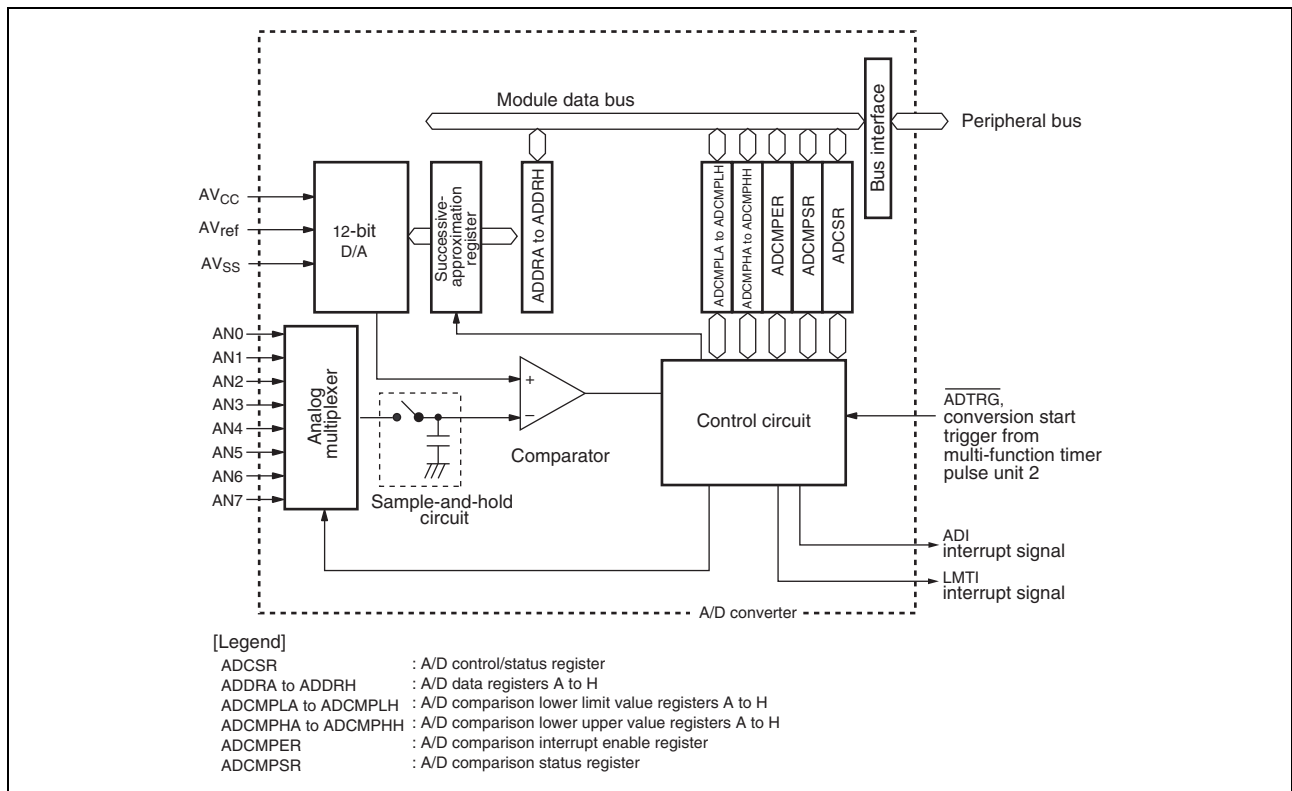 Module data bus
Bus interface
Peripheral bus
AVCC
AVref
AVSS
12-bit
D/A
Successive-
approximation
register
ADDRA to ADDRH
ADCMPLA to ADCMPLH
ADCMPHA to ADCMPHH
ADCMPER
ADCMPSR
ADCSR
AN0
AN1
AN2
AN3
AN4
AN5
AN6
AN7
Analog
multiplexer
Sample-and-hold
circuit
+
−
Comparator
Control circuit
ADTRG,
conversion start
trigger from
multi-function timer
pulse unit 2
ADI
interrupt signal
LMTI
interrupt signal
A/D converter
[Legend]
ADCSR : A/D control/status register
ADDRA to ADDRH : A/D data registers A to H
ADCMPLA to ADCMPLH : A/D comparison lower limit value registers A to H
ADCMPHA to ADCMPHH : A/D comparison lower upper value registers A to H
ADCMPER : A/D comparison interrupt enable register
ADCMPSR : A/D comparison status register